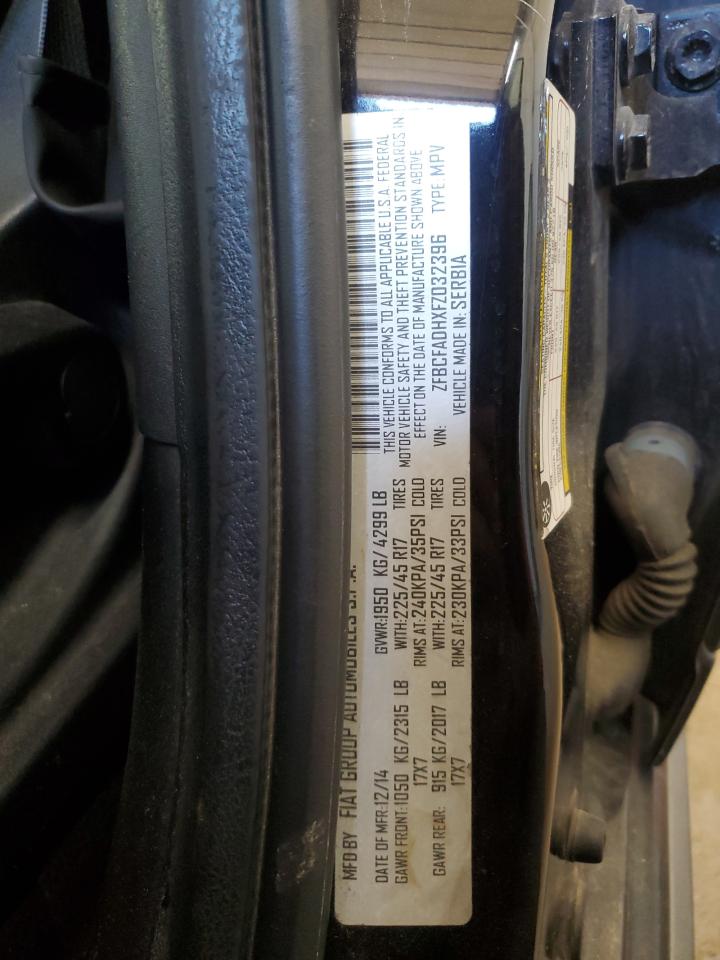 MFD BY FIAT GROUP AUTOMOBILES S.P.A.
DATE OF MFR:12/14 GVWR:1950 KG/ 4299 LB
GAWR FRONT:1050 KG/2315 LB WITH:225/45 R17 TIRES
17X7 RIMS AT:240KPA/35PSI COLD
GAWR REAR: 915 KG/2017 LB WITH:225/45 R17 TIRES
17X7 RIMS AT:230KPA/33PSI COLD
THIS VEHICLE CONFORMS TO ALL APPLICABLE U.S.A. FEDERAL
MOTOR VEHICLE SAFETY AND THEFT PREVENTION STANDARDS IN
EFFECT ON THE DATE OF MANUFACTURE SHOWN ABOVE
VIN: ZFBCFADHXFZ032396 TYPE: MPV
VEHICLE MADE IN: SERBIA